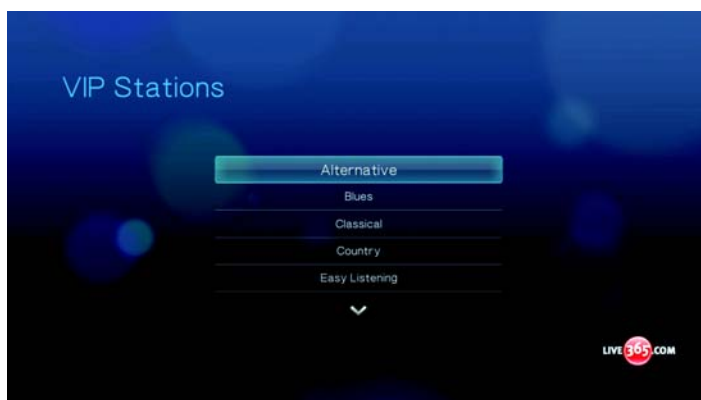 VIP Stations
Alternative
Blues
Classical
Country
Easy Listening
LIVE365.COM